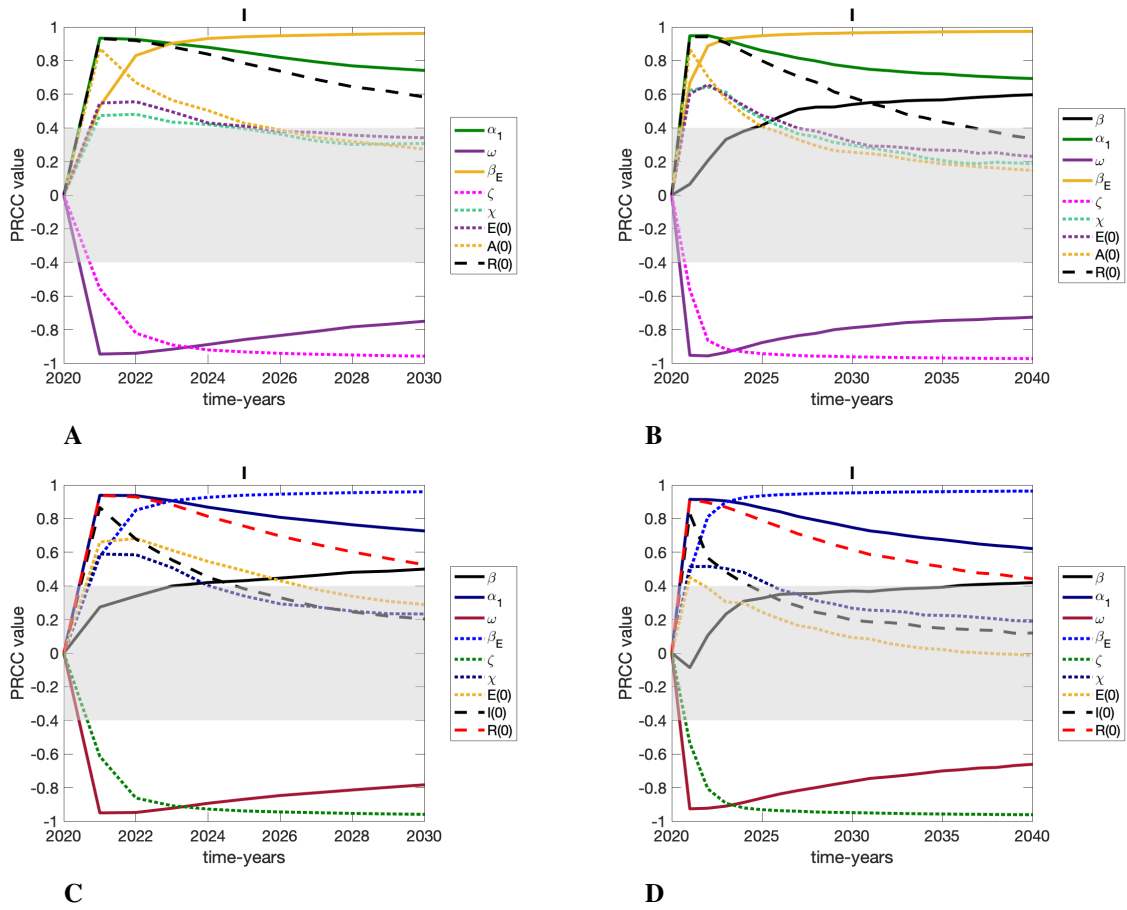 I
PRCC value
1
0.8
0.6
0.4
0.2
0
-0.2
-0.4
-0.6
-0.8
-1
2020 2022 2024 2026 2028 2030
time-years
α1
ω
βE
ζ
χ
E(0)
A(0)
R(0)
A
I
PRCC value
1
0.8
0.6
0.4
0.2
0
-0.2
-0.4
-0.6
-0.8
-1
2020 2025 2030 2035 2040
time-years
β
α1
ω
βE
ζ
χ
E(0)
A(0)
R(0)
B
I
PRCC value
1
0.8
0.6
0.4
0.2
0
-0.2
-0.4
-0.6
-0.8
-1
2020 2022 2024 2026 2028 2030
time-years
β
α1
ω
βE
ζ
χ
E(0)
I(0)
R(0)
C
I
PRCC value
1
0.8
0.6
0.4
0.2
0
-0.2
-0.4
-0.6
-0.8
-1
2020 2025 2030 2035 2040
time-years
β
α1
ω
βE
ζ
χ
E(0)
I(0)
R(0)
D